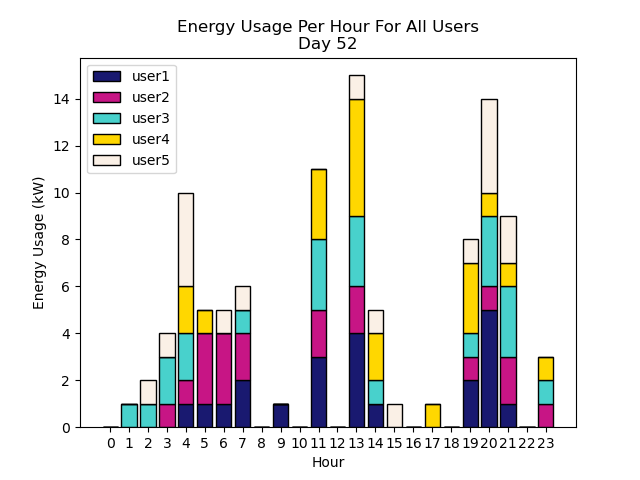 Energy Usage Per Hour For All Users
Day 52
user1
user2
user3
user4
user5
14
12
10
8
6
4
2
0
Energy Usage (kW)
0 1 2 3 4 5 6 7 8 9 10 11 12 13 14 15 16 17 18 19 20 21 22 23
Hour